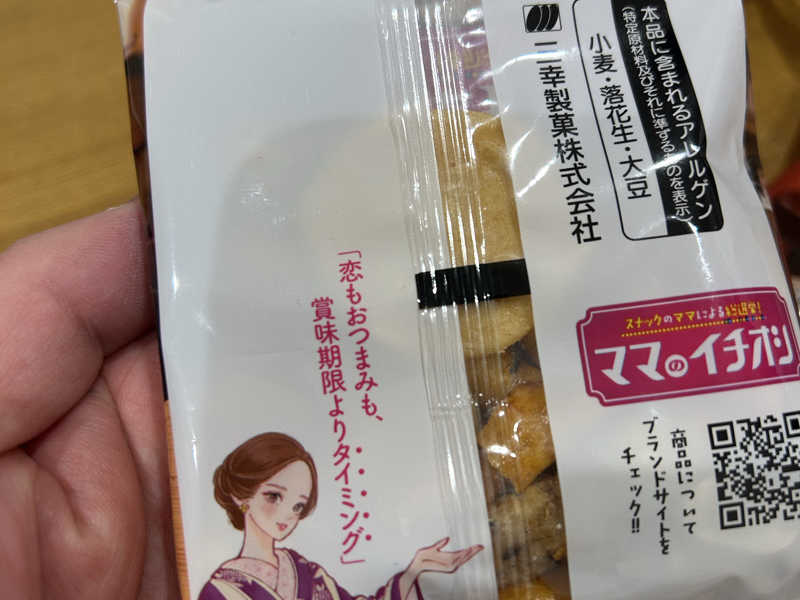 本品に含まれるアレルゲン
(特定原材料及びそれに準ずるものを表示)
小麦・落花生・大豆
三幸製菓株式会社
スナックのママによる総選挙!
ママのイチオシ
商品について
ブランドサイトを
チェック!!
「恋もおつまみも、
賞味期限よりタイミング」